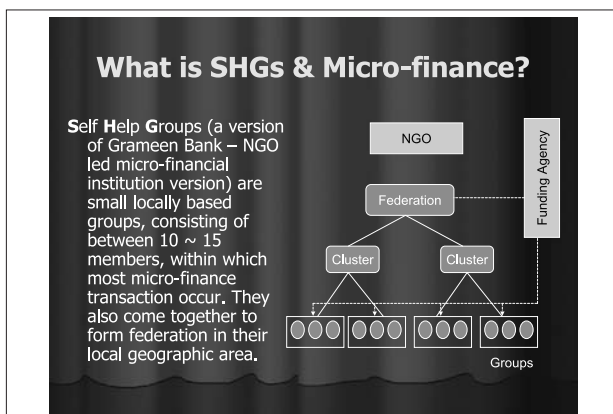 What is SHGs & Micro-finance?
Self Help Groups (a version
of Grameen Bank – NGO
led micro-financial
institution version) are
small locally based
groups, consisting of
between 10 ~ 15
members, within which
most micro-finance
transaction occur. They
also come together to
form federation in their
local geographic area.
NGO
Funding Agency
Federation
Cluster
Cluster
Groups